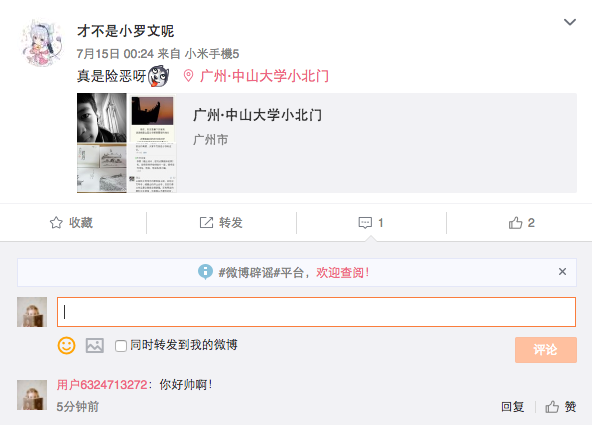 才不是小罗文呢
7月15日 00:24 来自 小米手機5
真是险恶呀 广州·中山大学小北门
广州·中山大学小北门
广州市
收藏 转发 1 2
#微博辟谣#平台，欢迎查阅！
同时转发到我的微博 评论
用户6324713272：你好帅啊！
5分钟前 回复 赞